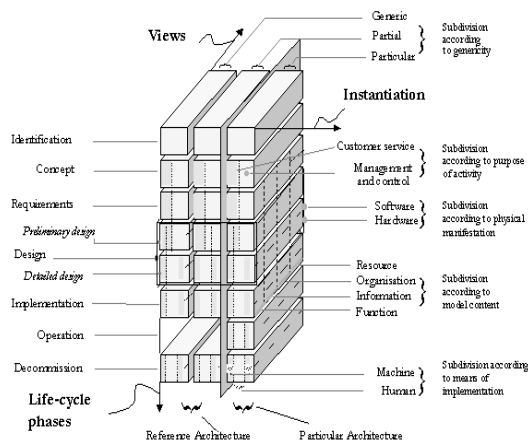 Generic
Partial
Particular
Subdivision
according
to genericity
Views
Instantiation
Identification
Concept
Requirements
Preliminary design
Design
Detailed design
Implementation
Operation
Decommission
Life-cycle
phases
Customer service
Management
and control
Subdivision
according to purpose
of activity
Software
Hardware
Subdivision
according to physical
manifestation
Resource
Organisation
Information
Function
Subdivision
according to
model content
Machine
Human
Subdivision according
to means of
implementation
Reference Architecture
Particular Architecture